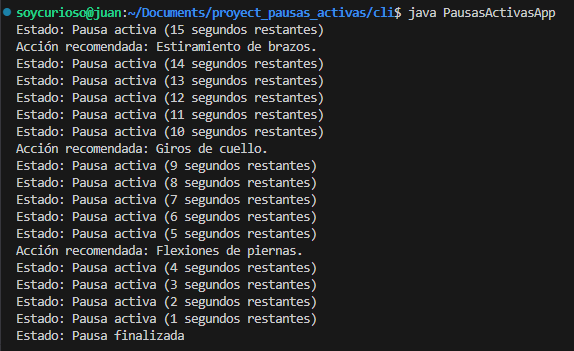 soycurioso@juan:~/Documents/proyect_pausas_activas/cli$ java PausasActivasApp
Estado: Pausa activa (15 segundos restantes)
Acción recomendada: Estiramiento de brazos.
Estado: Pausa activa (14 segundos restantes)
Estado: Pausa activa (13 segundos restantes)
Estado: Pausa activa (12 segundos restantes)
Estado: Pausa activa (11 segundos restantes)
Estado: Pausa activa (10 segundos restantes)
Acción recomendada: Giros de cuello.
Estado: Pausa activa (9 segundos restantes)
Estado: Pausa activa (8 segundos restantes)
Estado: Pausa activa (7 segundos restantes)
Estado: Pausa activa (6 segundos restantes)
Estado: Pausa activa (5 segundos restantes)
Acción recomendada: Flexiones de piernas.
Estado: Pausa activa (4 segundos restantes)
Estado: Pausa activa (3 segundos restantes)
Estado: Pausa activa (2 segundos restantes)
Estado: Pausa activa (1 segundos restantes)
Estado: Pausa finalizada